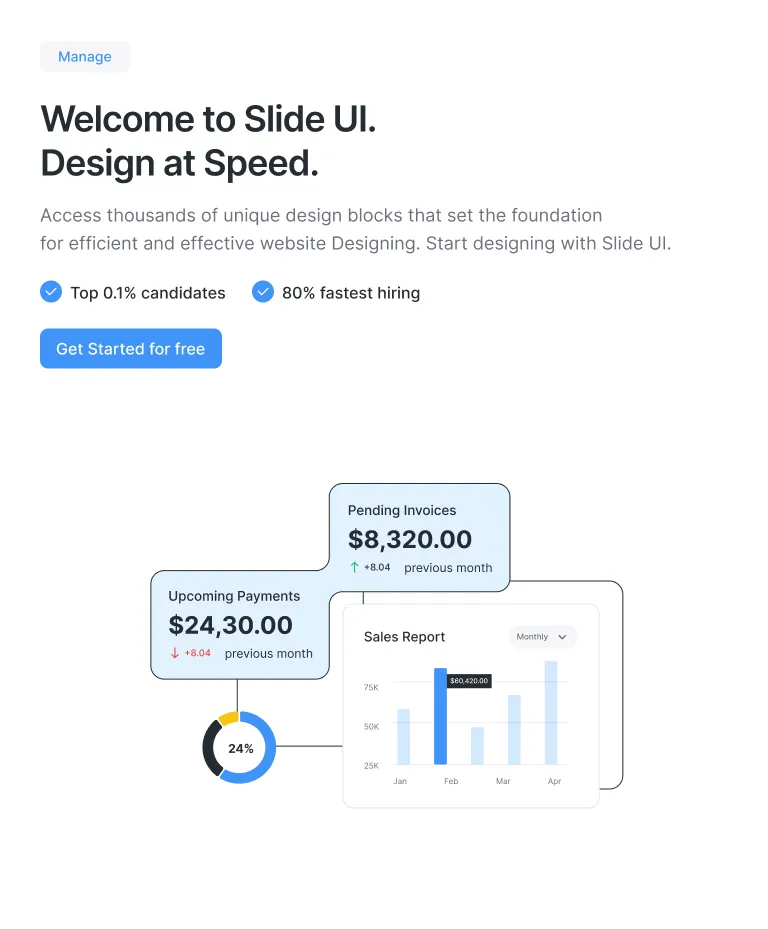 Manage
Welcome to Slide UI.
Design at Speed.
Access thousands of unique design blocks that set the foundation
for efficient and effective website Designing. Start designing with Slide UI.
Top 0.1% candidates
80% fastest hiring
Get Started for free
Pending Invoices
$8,320.00
+8.04 previous month
Upcoming Payments
$24,30.00
+8.04 previous month
24%
Sales Report
Monthly
$60,420.00
75K
50K
25K
Jan Feb Mar Apr